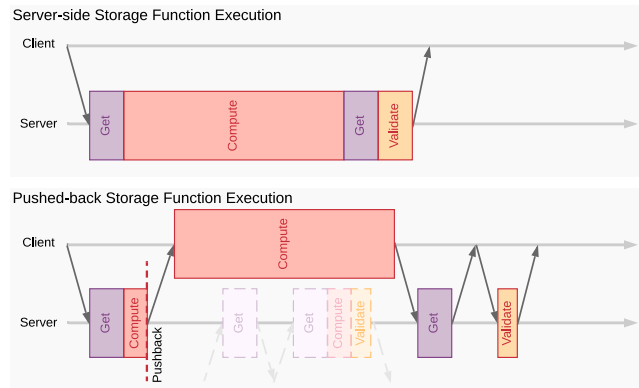 Server-side Storage Function Execution
Client
Server
Get
Compute
Get
Validate
Pushed-back Storage Function Execution
Client
Compute
Server
Get
Compute
Pushback
Get
Get
Compute
Validate
Get
Validate